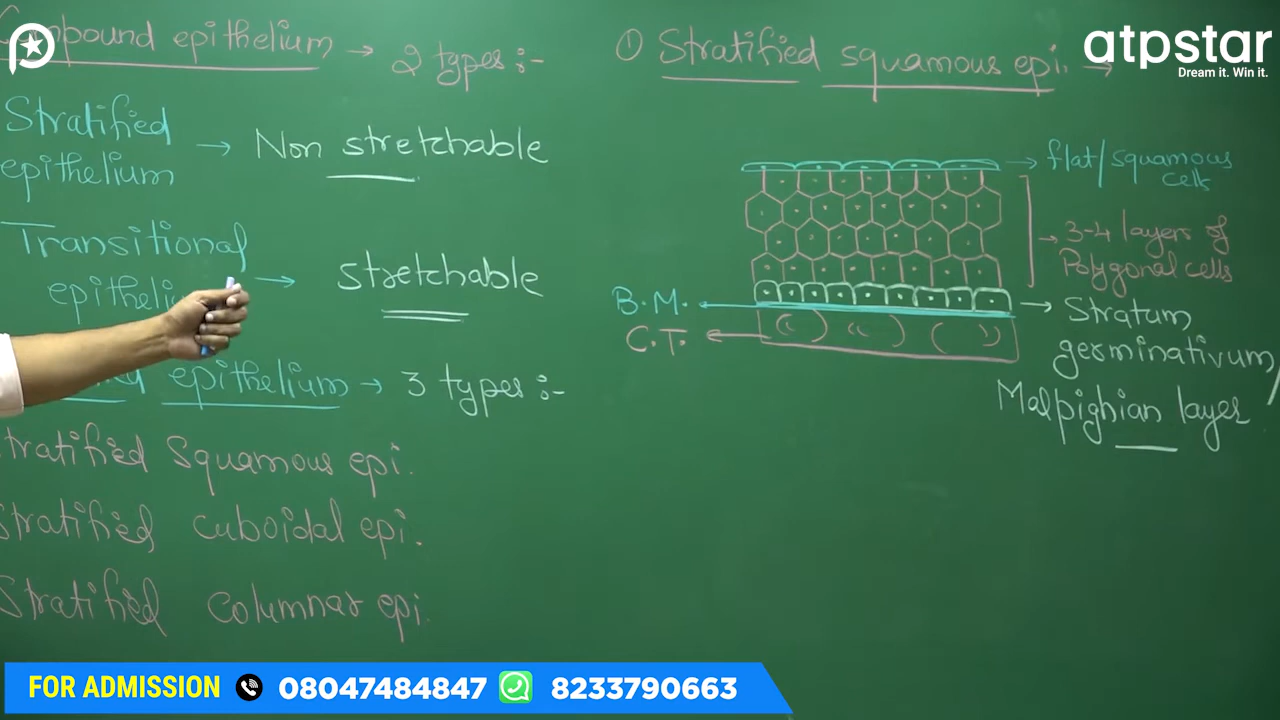 Compound epithelium → 2 types :-
Stratified
epithelium → Non stretchable
Transitional
→ stretchable
epithelium → 3 types :-
Stratified Squamous epi.
Stratified cuboidal epi.
Stratified columnar epi.
① Stratified squamous epi. →
→ flat/squamous
cells
→ 3-4 layers of
Polygonal cells
B.M. ←
C.T. ←
→ Stratum
germinativum/
Malpighian layer
atpstar
Dream it. Win it.
FOR ADMISSION 08047484847 8233790663